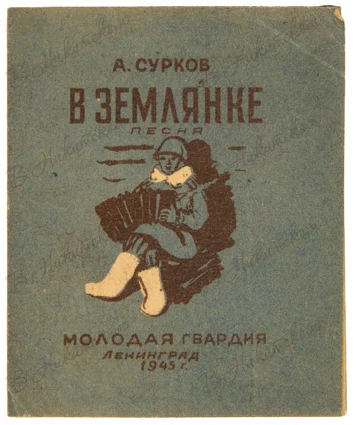 А. СУРКОВ
В ЗЕМЛЯНКЕ
ПЕСНЯ
МОЛОДАЯ ГВАРДИЯ
ЛЕНИНГРАД
1945 г.